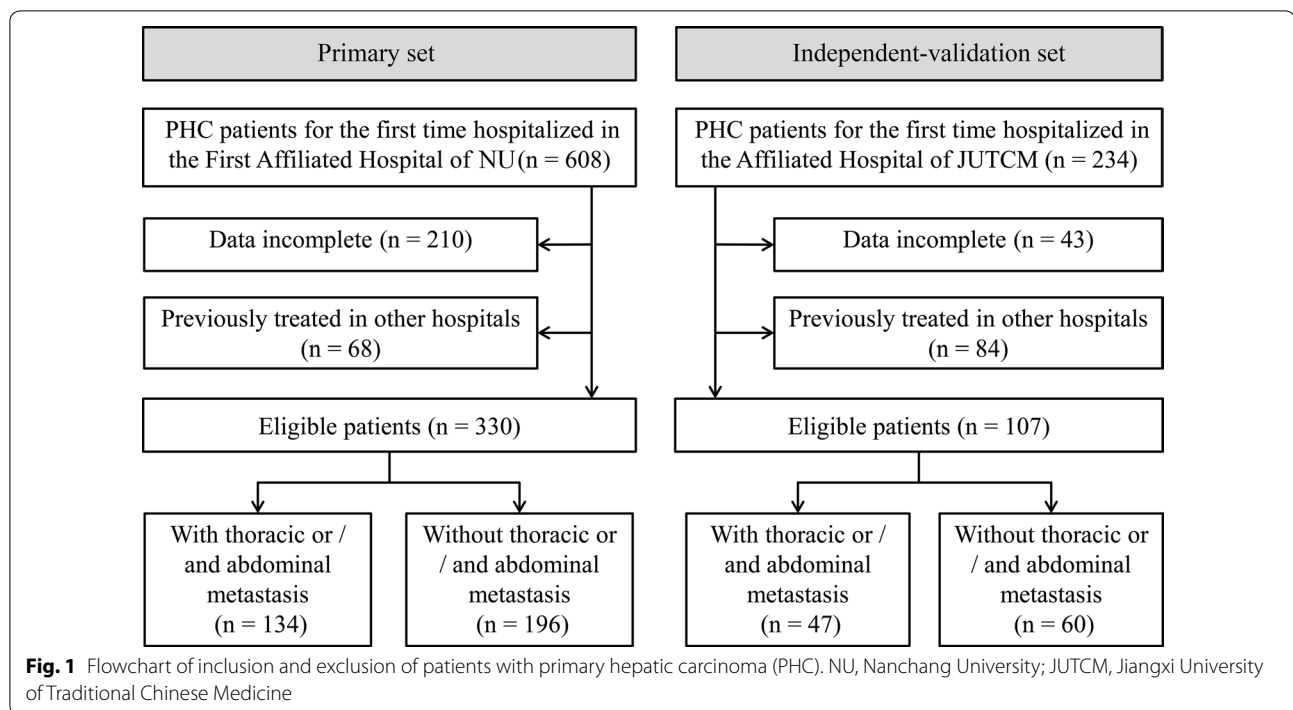 Primary set
PHC patients for the first time hospitalized in
the First Affiliated Hospital of NU (n = 608)
Data incomplete (n = 210)
Previously treated in other hospitals
(n = 68)
Eligible patients (n = 330)
With thoracic or /
and abdominal
metastasis
(n = 134)
Without thoracic or
/ and abdominal
metastasis
(n = 196)
Independent-validation set
PHC patients for the first time hospitalized in
the Affiliated Hospital of JUTCM (n = 234)
Data incomplete (n = 43)
Previously treated in other hospitals
(n = 84)
Eligible patients (n = 107)
With thoracic or /
and abdominal
metastasis
(n = 47)
Without thoracic or
/ and abdominal
metastasis
(n = 60)
Fig. 1 Flowchart of inclusion and exclusion of patients with primary hepatic carcinoma (PHC). NU, Nanchang University; JUTCM, Jiangxi University
of Traditional Chinese Medicine